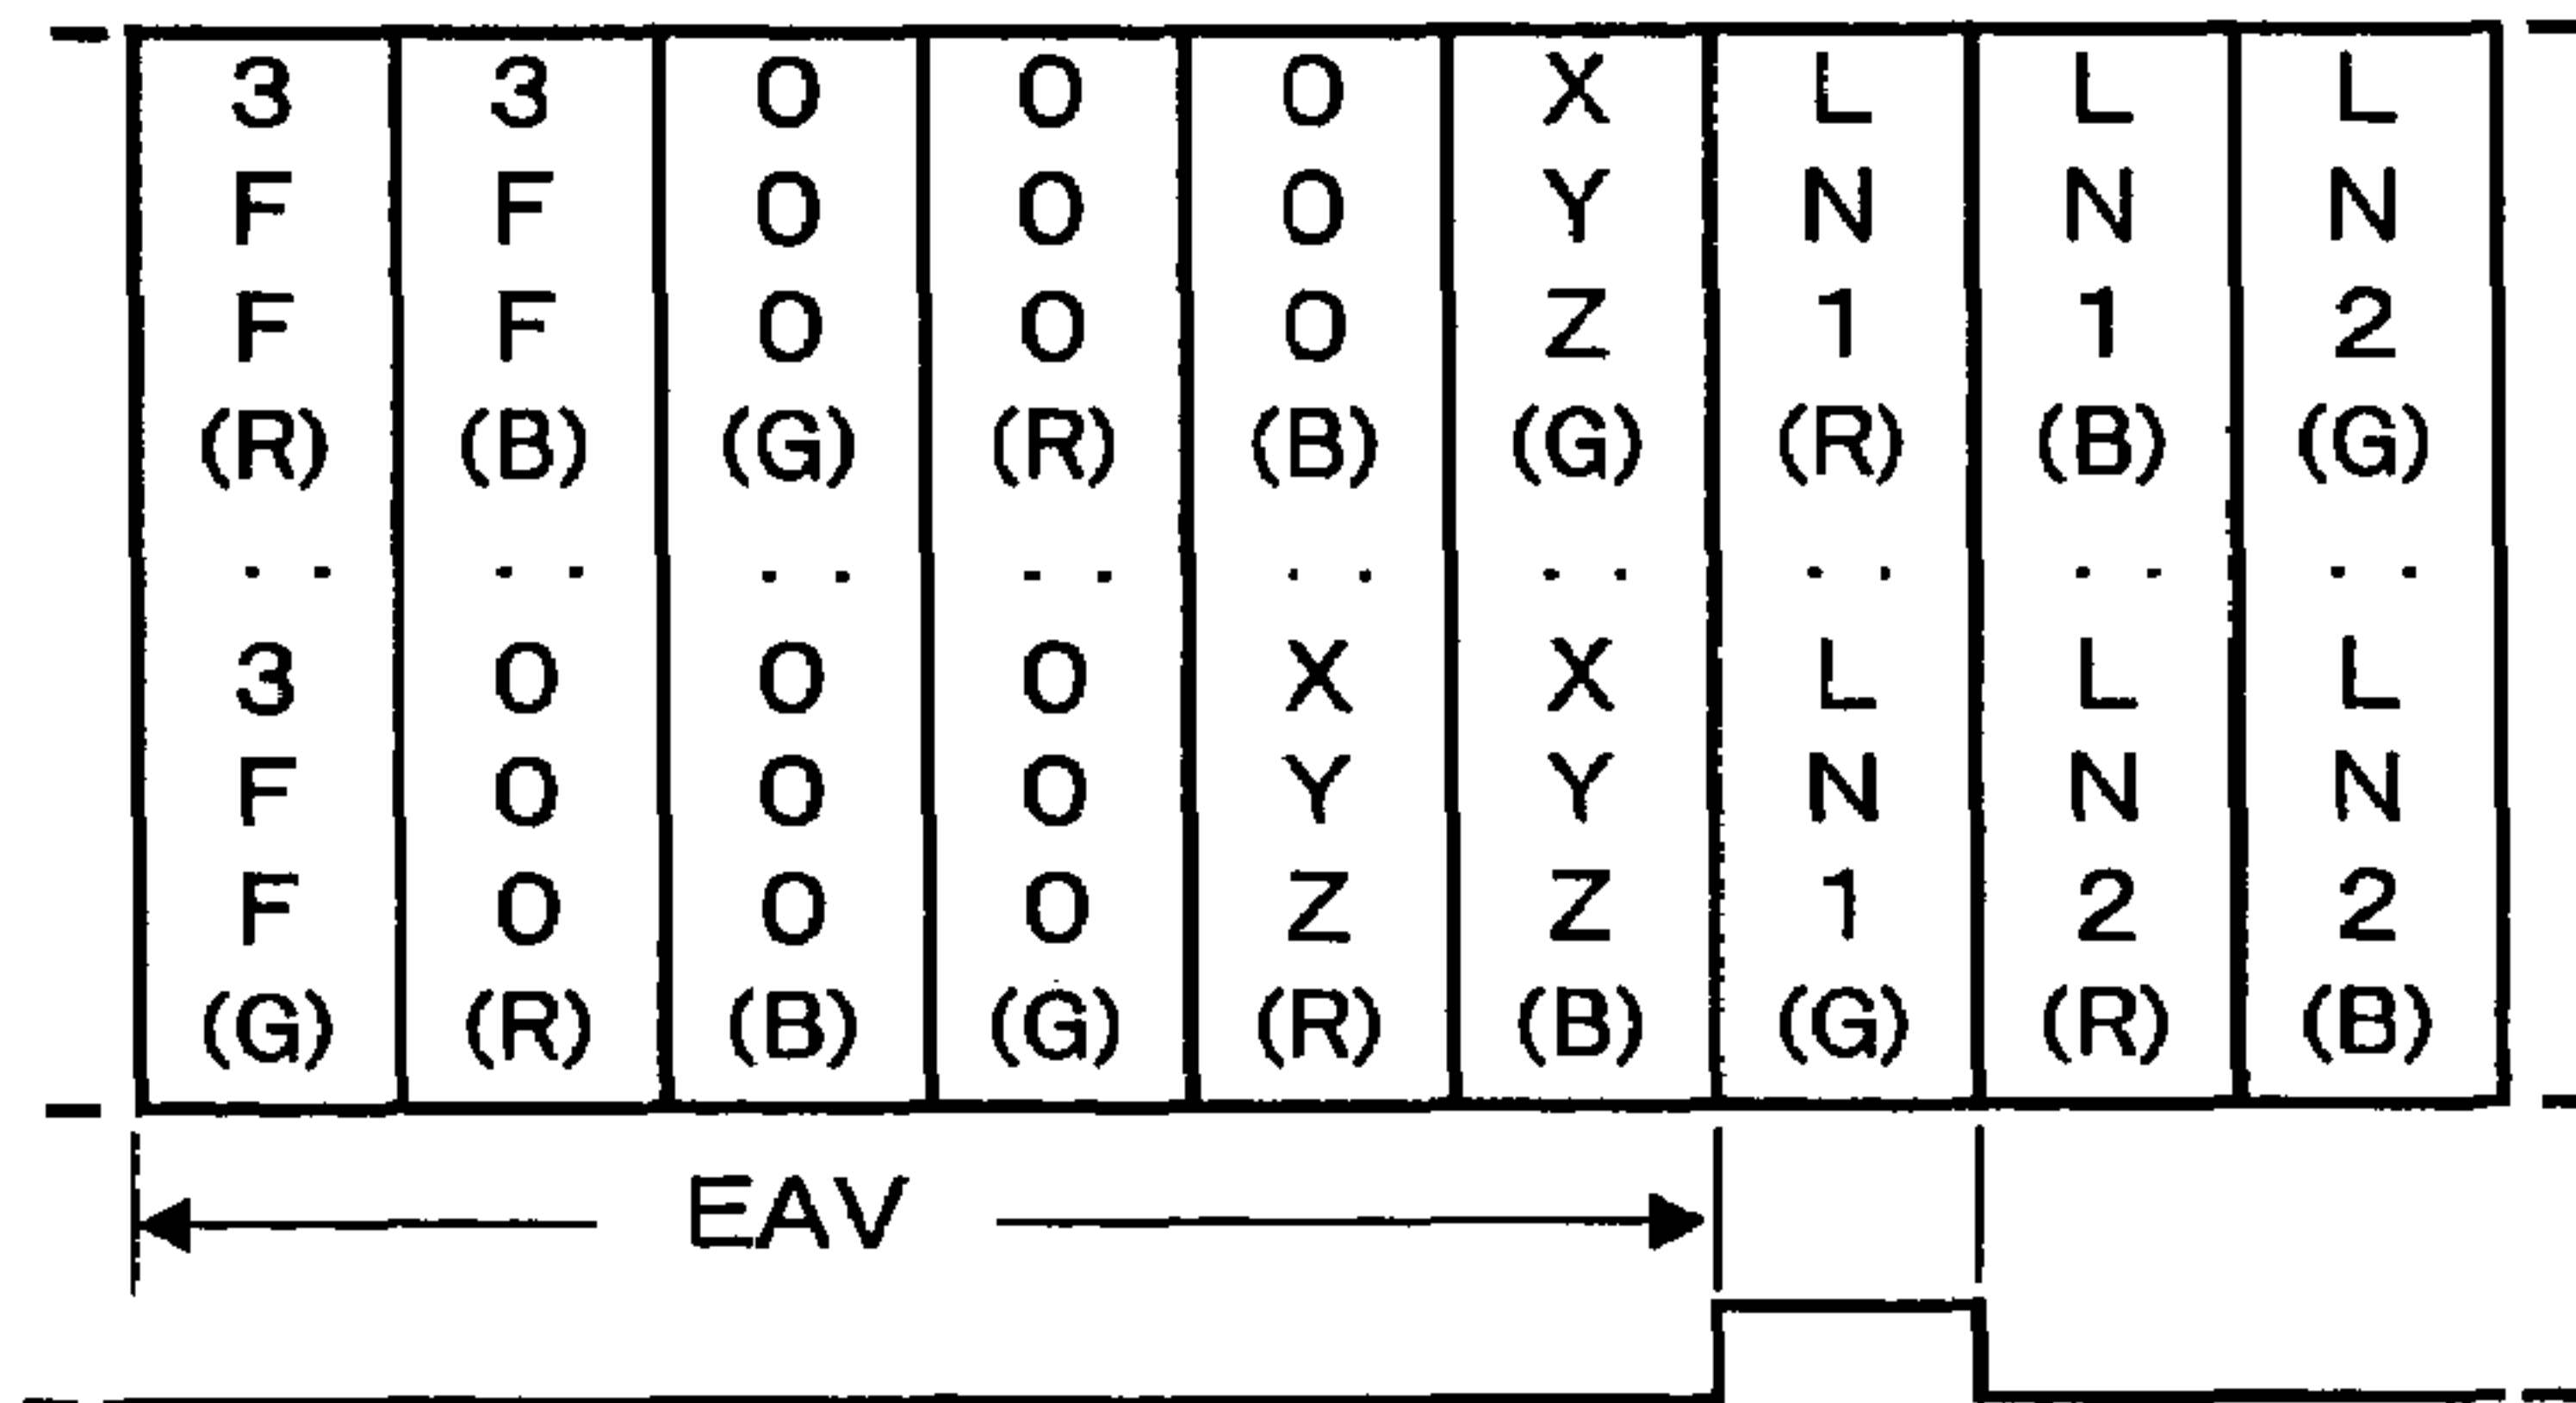 3 3 0 0 0 X L L L
F F 0 0 0 Y N N N
F F 0 0 0 Z 1 1 2
(R) (B) (G) (R) (B) (G) (R) (B) (G)
. . . . . . . . . . . . . . . . . .
3 0 0 0 X X L L L
F 0 0 0 Y Y N N N
F 0 0 0 Z Z 1 2 2
(G) (R) (B) (G) (R) (B) (G) (R) (B)
EAV